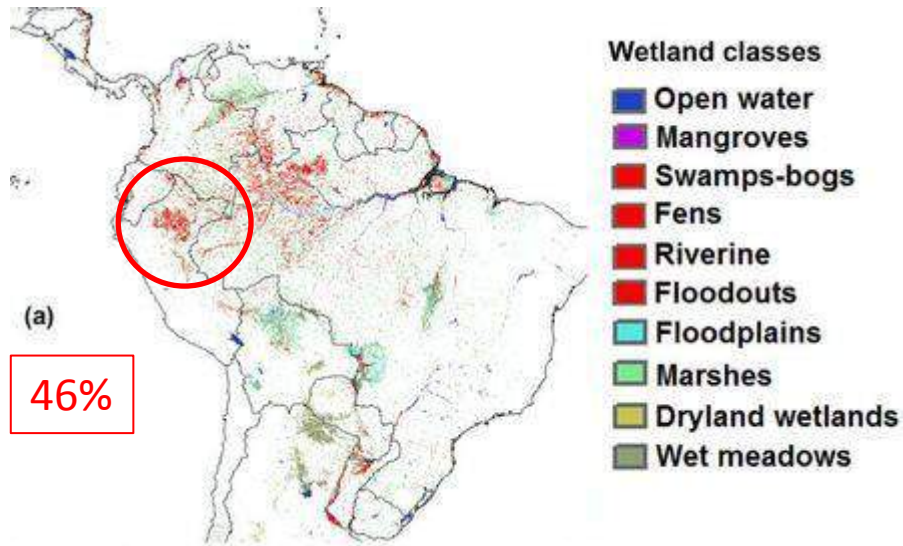 (a)
46%
Wetland classes
Open water
Mangroves
Swamps-bogs
Fens
Riverine
Floodouts
Floodplains
Marshes
Dryland wetlands
Wet meadows